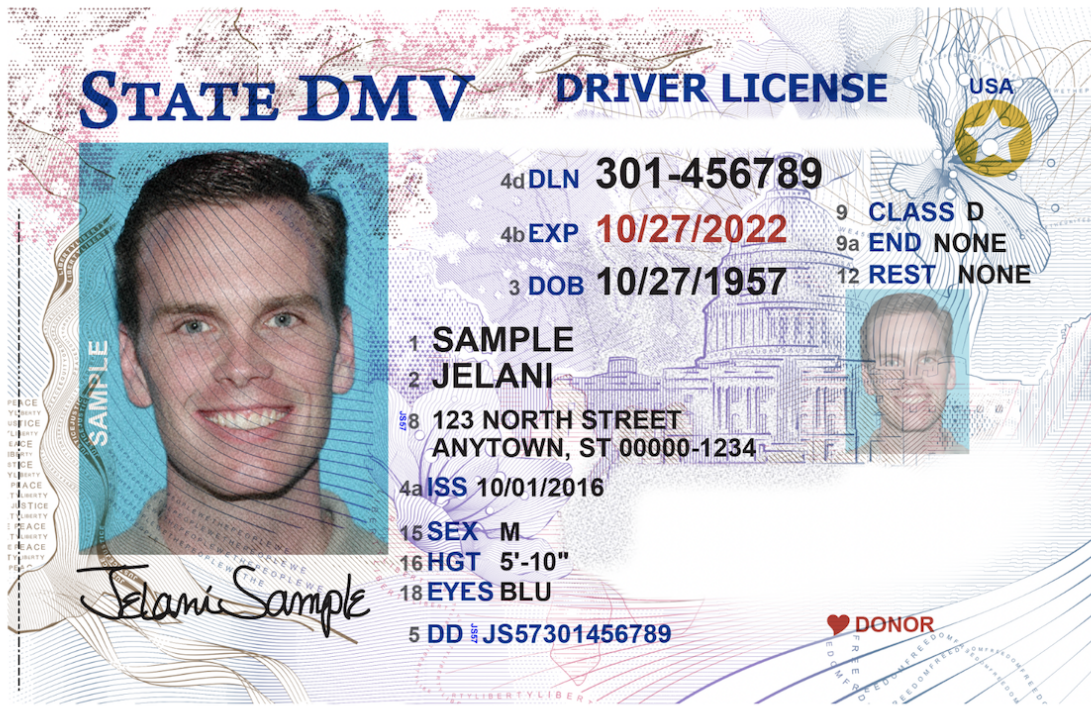 STATE DMV
DRIVER LICENSE
USA
4d DLN 301-456789
4b EXP 10/27/2022
3 DOB 10/27/1957
9 CLASS D
9a END NONE
12 REST NONE
1 SAMPLE
2 JELANI
8 123 NORTH STREET
ANYTOWN, ST 00000-1234
JS57
4a ISS 10/01/2016
15 SEX M
16 HGT 5'-10"
18 EYES BLU
5 DD JS57 JS57301456789
DONOR
SAMPLE
Jelani Sample